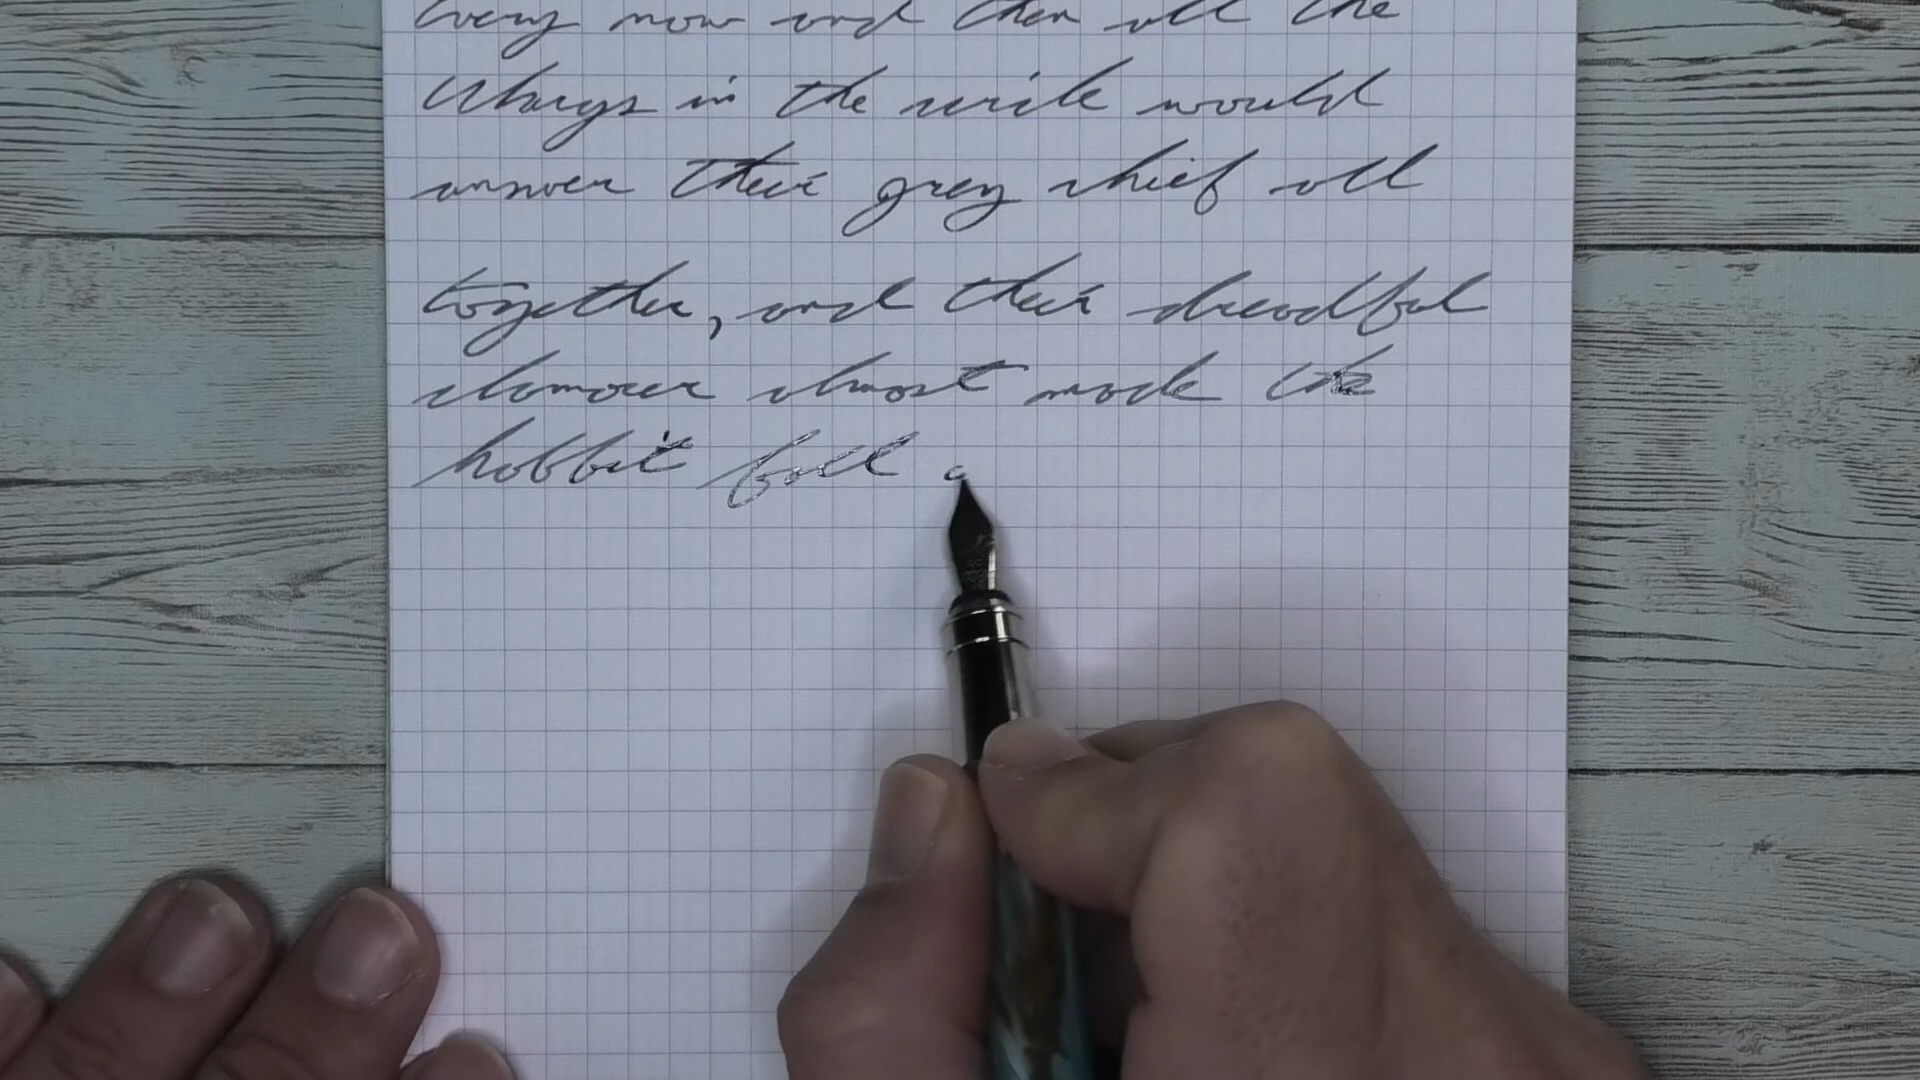 Every now and then all the
Wargs in the circle would
answer their grey chief all
together, and their dreadful
clamour almost made the
hobbit fall